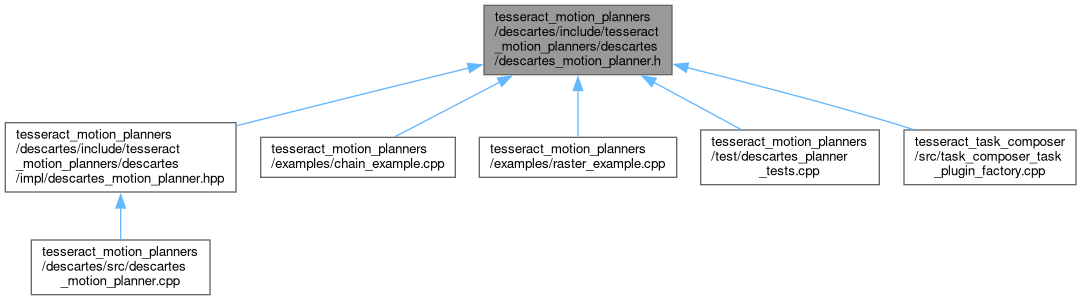 tesseract_motion_planners
/descartes/include/tesseract
_motion_planners/descartes
/descartes_motion_planner.h
tesseract_motion_planners
/descartes/include/tesseract
_motion_planners/descartes
/impl/descartes_motion_planner.hpp
tesseract_motion_planners
/examples/chain_example.cpp
tesseract_motion_planners
/examples/raster_example.cpp
tesseract_motion_planners
/test/descartes_planner
_tests.cpp
tesseract_task_composer
/src/task_composer_task
_plugin_factory.cpp
tesseract_motion_planners
/descartes/src/descartes
_motion_planner.cpp